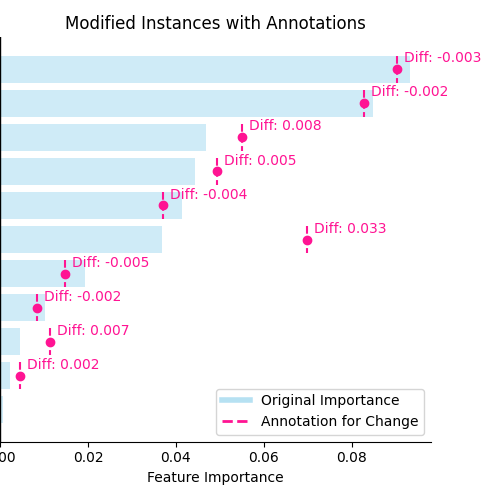 Modified Instances with Annotations
Diff: -0.003
Diff: -0.002
Diff: 0.008
Diff: 0.005
Diff: -0.004
Diff: 0.033
Diff: -0.005
Diff: -0.002
Diff: 0.007
Diff: 0.002
Original Importance
Annotation for Change
00 0.02 0.04 0.06 0.08
Feature Importance